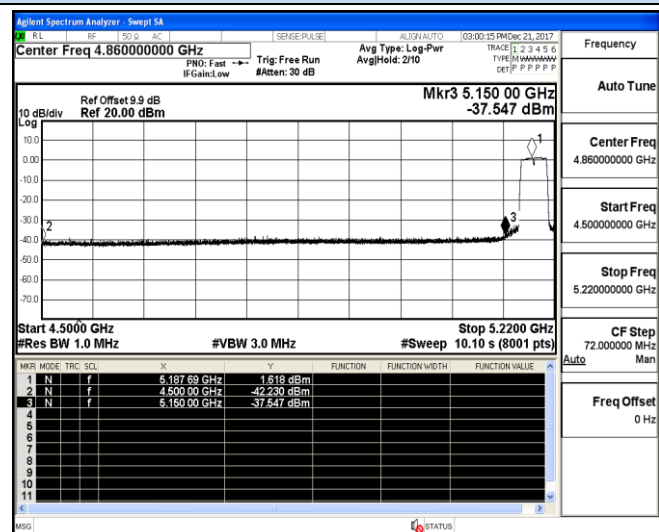 Agilent Spectrum Analyzer - Swept SA
RL RF 50 Ω AC SENSE:PULSE ALIGN AUTO 03:00:15 PM Dec 21, 2017
Center Freq 4.860000000 GHz
PNO: Fast
IFGain:Low
Trig: Free Run
#Atten: 30 dB
Avg Type: Log-Pwr
Avg|Hold: 2/10
TRACE 1 2 3 4 5 6
TYPE M WWWWW
DET P P P P P P
Mkr3 5.150 00 GHz
-37.547 dBm
Ref Offset 9.9 dB
Ref 20.00 dBm
10 dB/div
Log
10.0
0.00
-10.0
-20.0
-30.0
-40.0
-50.0
-60.0
-70.0
1
2
3
Start 4.5000 GHz
Stop 5.2200 GHz
#Res BW 1.0 MHz #VBW 3.0 MHz #Sweep 10.10 s (8001 pts)
MKR MODE TRC SCL X Y FUNCTION FUNCTION WIDTH FUNCTION VALUE
1 N f 5.187 69 GHz 1.618 dBm
2 N f 4.500 00 GHz -42.230 dBm
3 N f 5.150 00 GHz -37.547 dBm
4
5
6
7
8
9
10
11
MSG STATUS
Frequency
Auto Tune
Center Freq
4.860000000 GHz
Start Freq
4.500000000 GHz
Stop Freq
5.220000000 GHz
CF Step
72.000000 MHz
Auto Man
Freq Offset
0 Hz